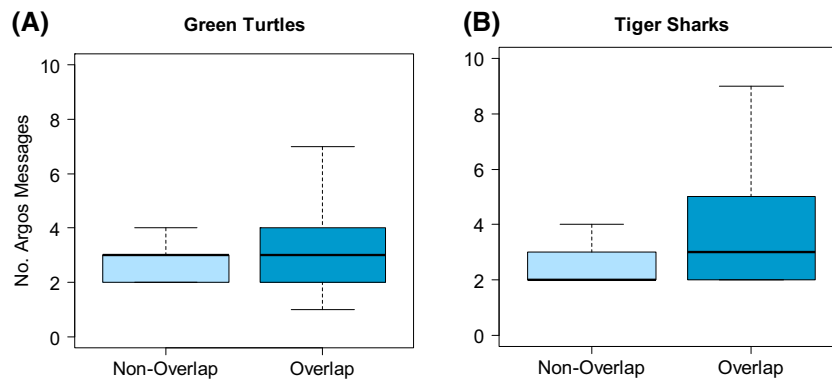 (A)
Green Turtles
No. Argos Messages
10
8
6
4
2
0
Non-Overlap
Overlap
(B)
Tiger Sharks
10
8
6
4
2
0
Non-Overlap
Overlap